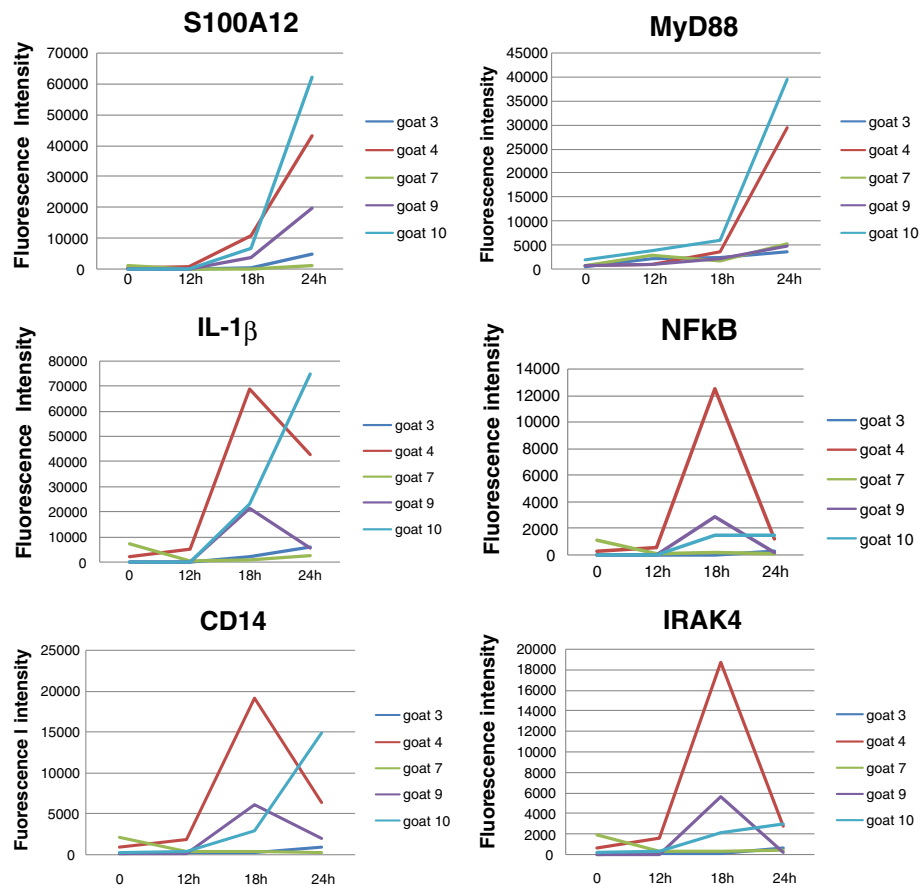 S100A12
Fluorescence Intensity
70000
60000
50000
40000
30000
20000
10000
0
0 12h 18h 24h
goat 3
goat 4
goat 7
goat 9
goat 10
MyD88
Fluorescence intensity
45000
40000
35000
30000
25000
20000
15000
10000
5000
0
0 12h 18h 24h
goat 3
goat 4
goat 7
goat 9
goat 10
IL-1β
Fluorescence Intensity
80000
70000
60000
50000
40000
30000
20000
10000
0
0 12h 18h 24h
goat 3
goat 4
goat 7
goat 9
goat 10
NFkB
Fluorescence intensity
14000
12000
10000
8000
6000
4000
2000
0
0 12h 18h 24h
goat 3
goat 4
goat 7
goat 9
goat 10
CD14
Fluorescence I intensity
25000
20000
15000
10000
5000
0
0 12h 18h 24h
goat 3
goat 4
goat 7
goat 9
goat 10
IRAK4
Fluorescence intensity
20000
18000
16000
14000
12000
10000
8000
6000
4000
2000
0
0 12h 18h 24h
goat 3
goat 4
goat 7
goat 9
goat 10